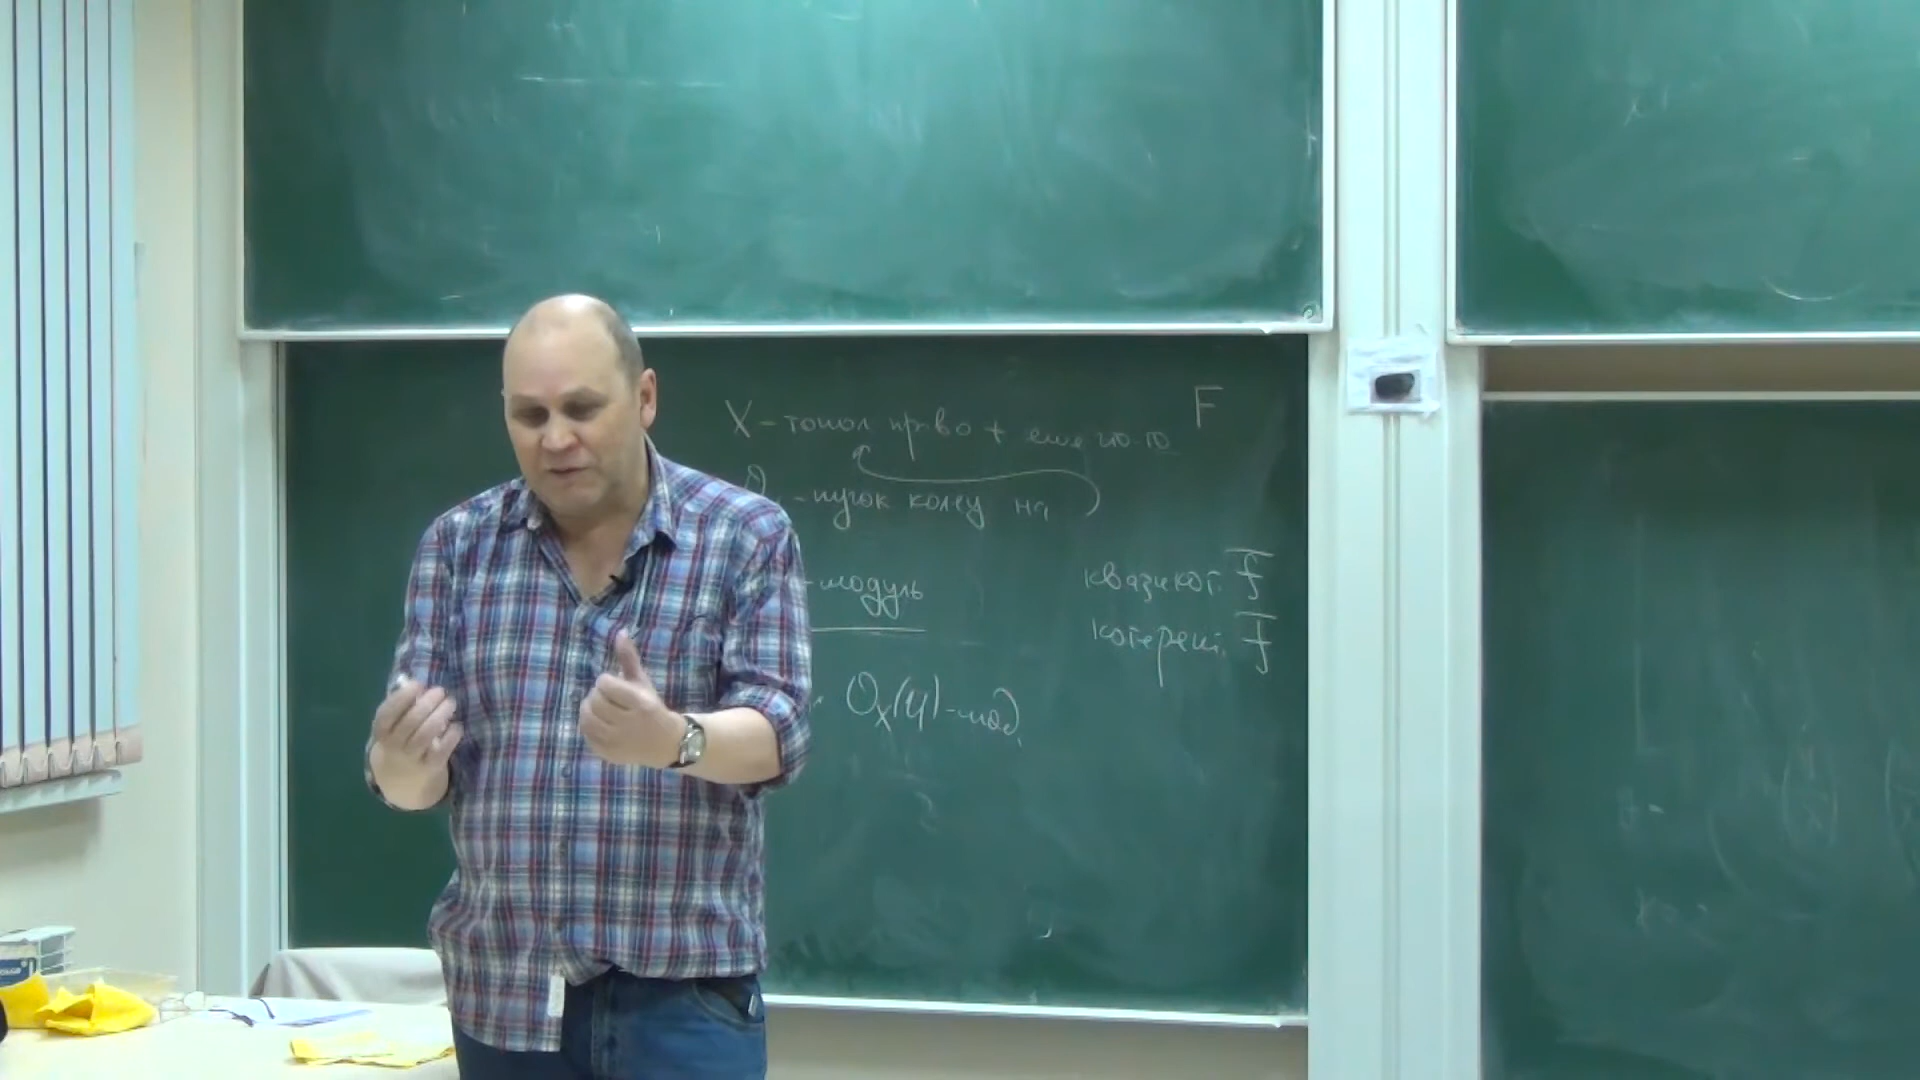 X - топол пр-во + еще что-то F
- пучок колец на
- модуль
квазиког. F
когерент. F
O_X(U)-мод.